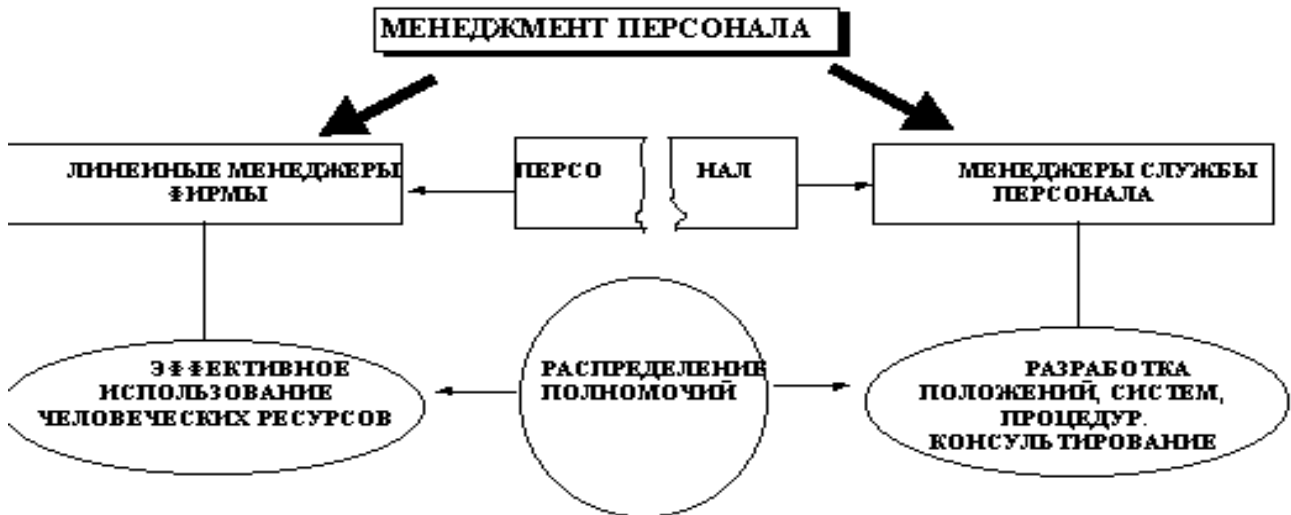 МЕНЕДЖМЕНТ ПЕРСОНАЛА
ЛИНЕИНЫЕ МЕНЕДЖЕРЫ
ФИРМЫ
ПЕРСО НАЛ
МЕНЕДЖЕРЫ СЛУЖБЫ
ПЕРСОНАЛА
ЭФФЕКТИВНОЕ
ИСПОЛЬЗОВАНИЕ
ЧЕЛОВЕЧЕСКИХ РЕСУРСОВ
РАСПРЕДЕЛЕНИЕ
ПОЛНОМОЧИЙ
РАЗРАБОТКА
ПОЛОЖЕНИЙ, СИСТЕМ,
ПРОЦЕДУР.
КОНСУЛЬТИРОВАНИЕ